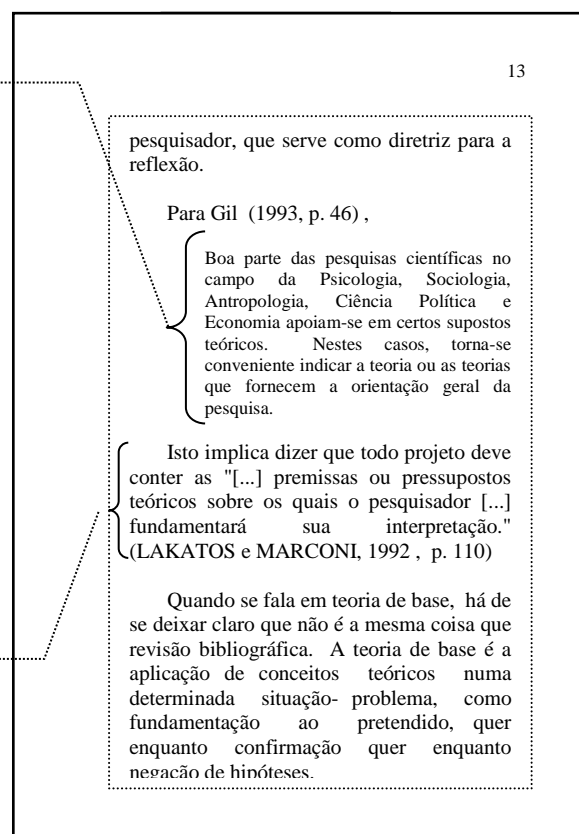 13
pesquisador, que serve como diretriz para a
reflexão.
Para Gil (1993, p. 46) ,
Boa parte das pesquisas científicas no
campo da Psicologia, Sociologia,
Antropologia, Ciência Política e
Economia apoiam-se em certos supostos
teóricos. Nestes casos, torna-se
conveniente indicar a teoria ou as teorias
que fornecem a orientação geral da
pesquisa.
Isto implica dizer que todo projeto deve
conter as "[...] premissas ou pressupostos
teóricos sobre os quais o pesquisador [...]
fundamentará sua interpretação."
(LAKATOS e MARCONI, 1992 , p. 110)
Quando se fala em teoria de base, há de
se deixar claro que não é a mesma coisa que
revisão bibliográfica. A teoria de base é a
aplicação de conceitos teóricos numa
determinada situação- problema, como
fundamentação ao pretendido, quer
enquanto confirmação quer enquanto
negação de hipóteses.